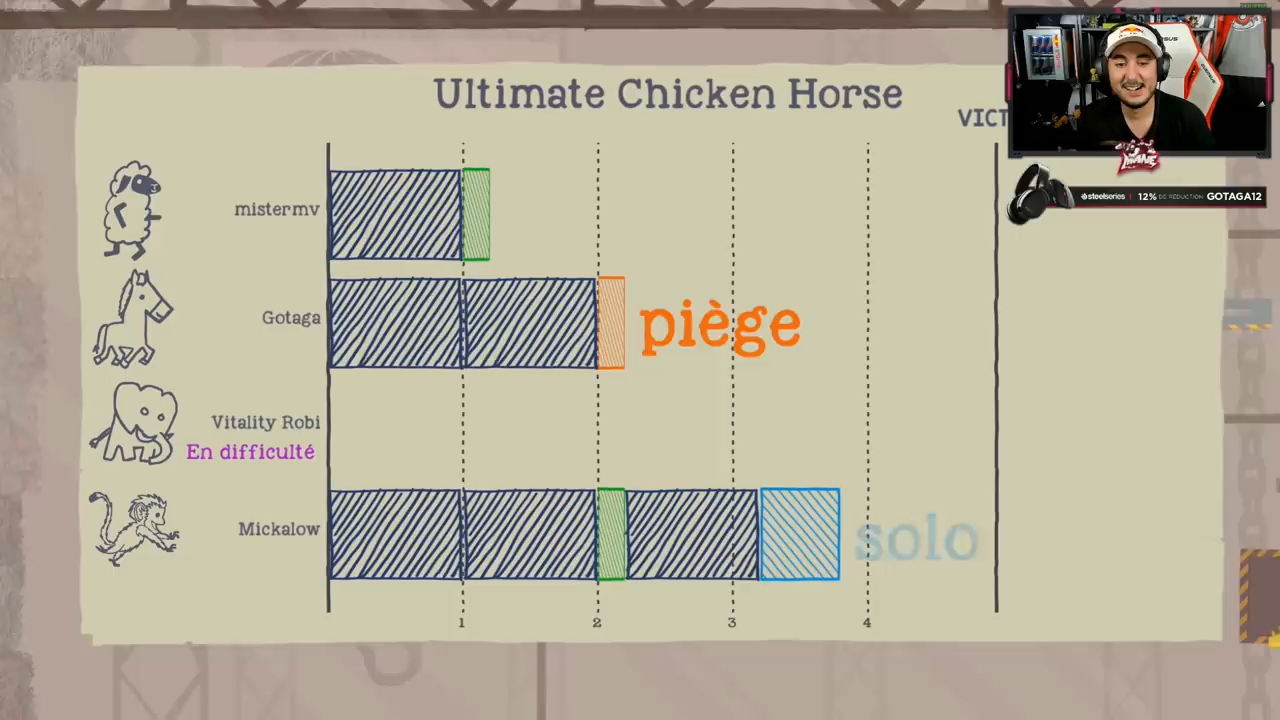 Ultimate Chicken Horse
VICT
mistermv
Gotaga
piège
Vitality Robi
En difficulté
Mickalow
solo
1 2 3 4
MANE
steelseries | 12% DE RÉDUCTION GOTAGA12